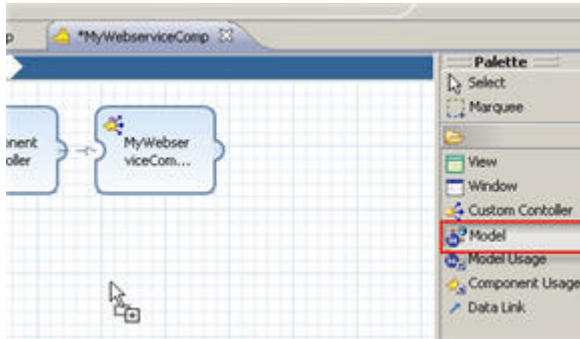 p
*MyWebserviceComp
Palette
Select
Marquee
View
Window
Custom Contoller
Model
Model Usage
Component Usage
Data Link
onent
oller
MyWebser
viceCom...